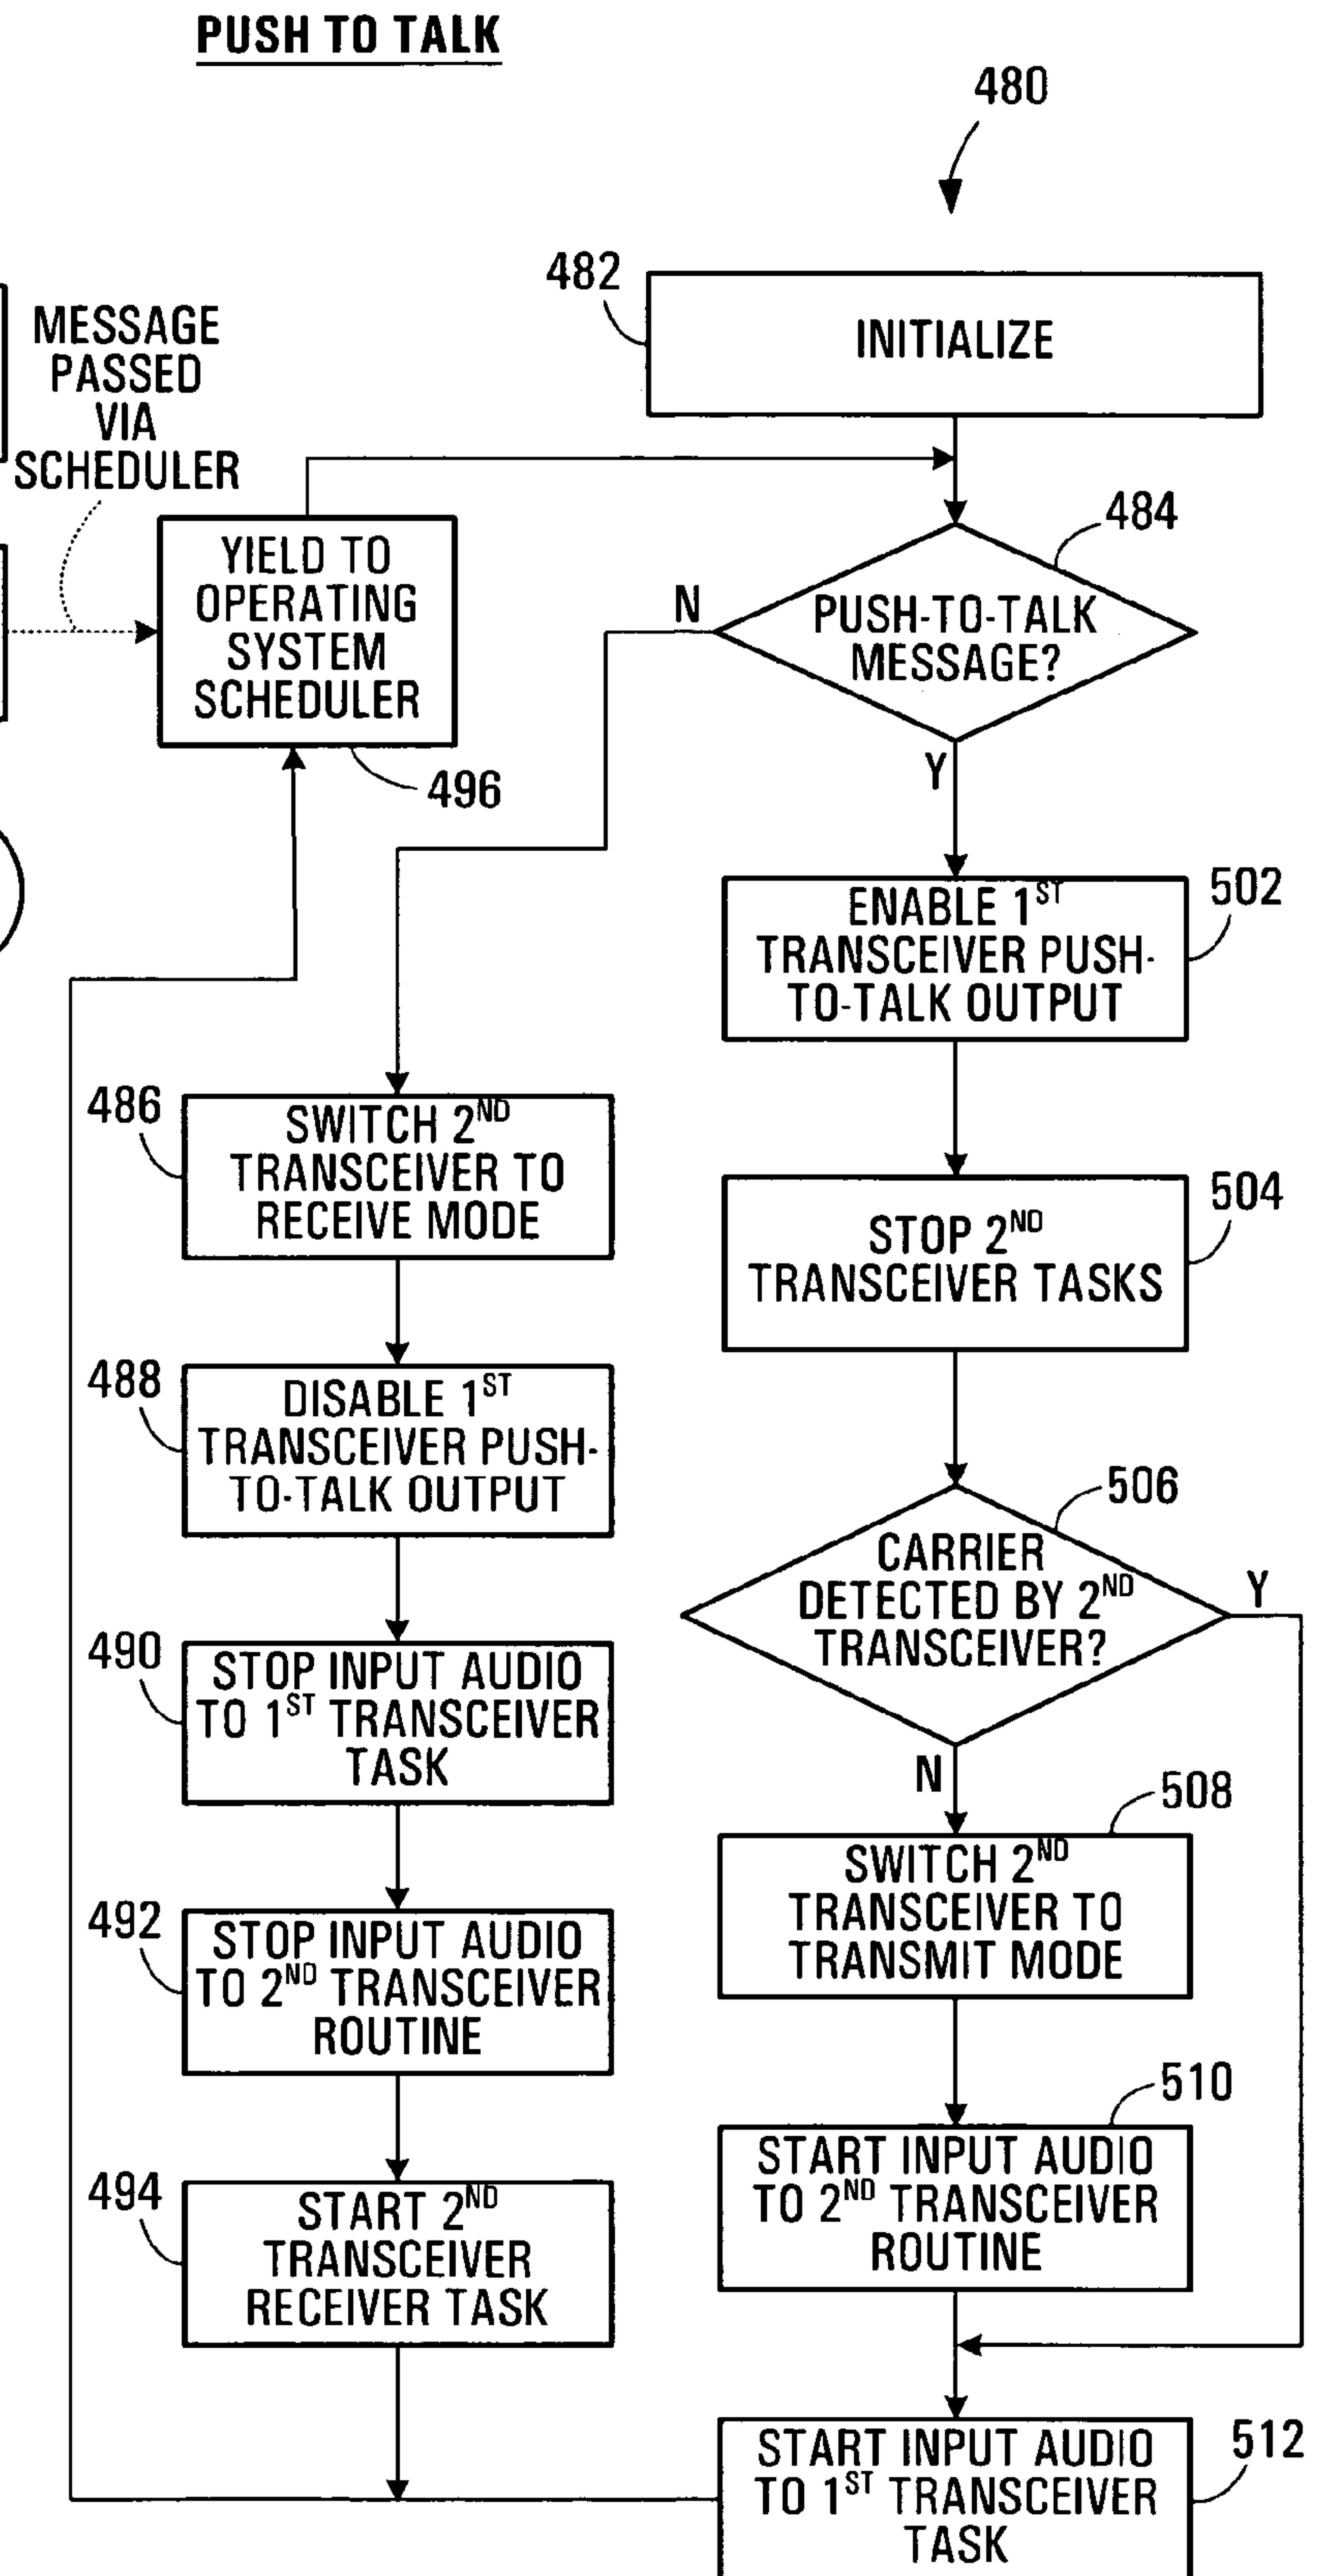 PUSH TO TALK
480
482
INITIALIZE
MESSAGE
PASSED
VIA
SCHEDULER
484
YIELD TO
OPERATING
SYSTEM
SCHEDULER
N
PUSH-TO-TALK
MESSAGE?
496
Y
502
ENABLE 1ST
TRANSCEIVER PUSH-
TO-TALK OUTPUT
486
SWITCH 2ND
TRANSCEIVER TO
RECEIVE MODE
504
STOP 2ND
TRANSCEIVER TASKS
488
DISABLE 1ST
TRANSCEIVER PUSH-
TO-TALK OUTPUT
506
CARRIER
DETECTED BY 2ND
TRANSCEIVER?
Y
490
STOP INPUT AUDIO
TO 1ST TRANSCEIVER
TASK
N
508
SWITCH 2ND
TRANSCEIVER TO
TRANSMIT MODE
492
STOP INPUT AUDIO
TO 2ND TRANSCEIVER
ROUTINE
510
START INPUT AUDIO
TO 2ND TRANSCEIVER
ROUTINE
494
START 2ND
TRANSCEIVER
RECEIVER TASK
512
START INPUT AUDIO
TO 1ST TRANSCEIVER
TASK